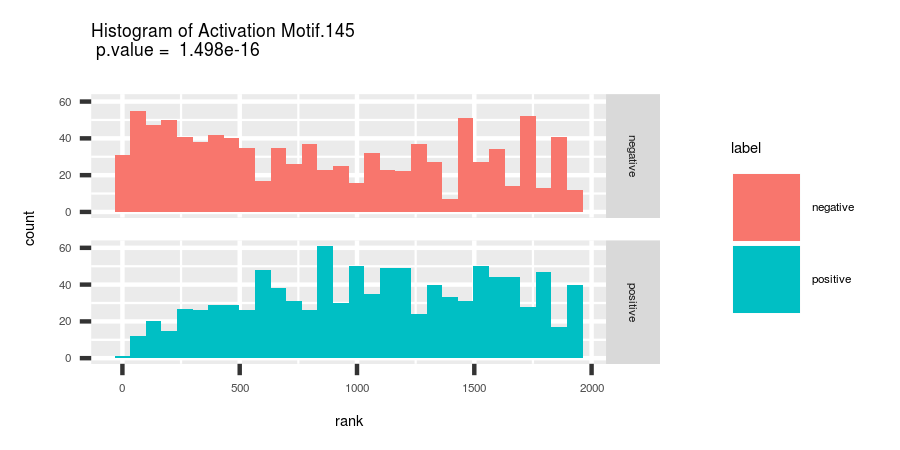 Histogram of Activation Motif.145
p.value = 1.498e-16
count
60
40
20
0
negative
60
40
20
0
positive
0
500
1000
1500
2000
rank
label
negative
positive